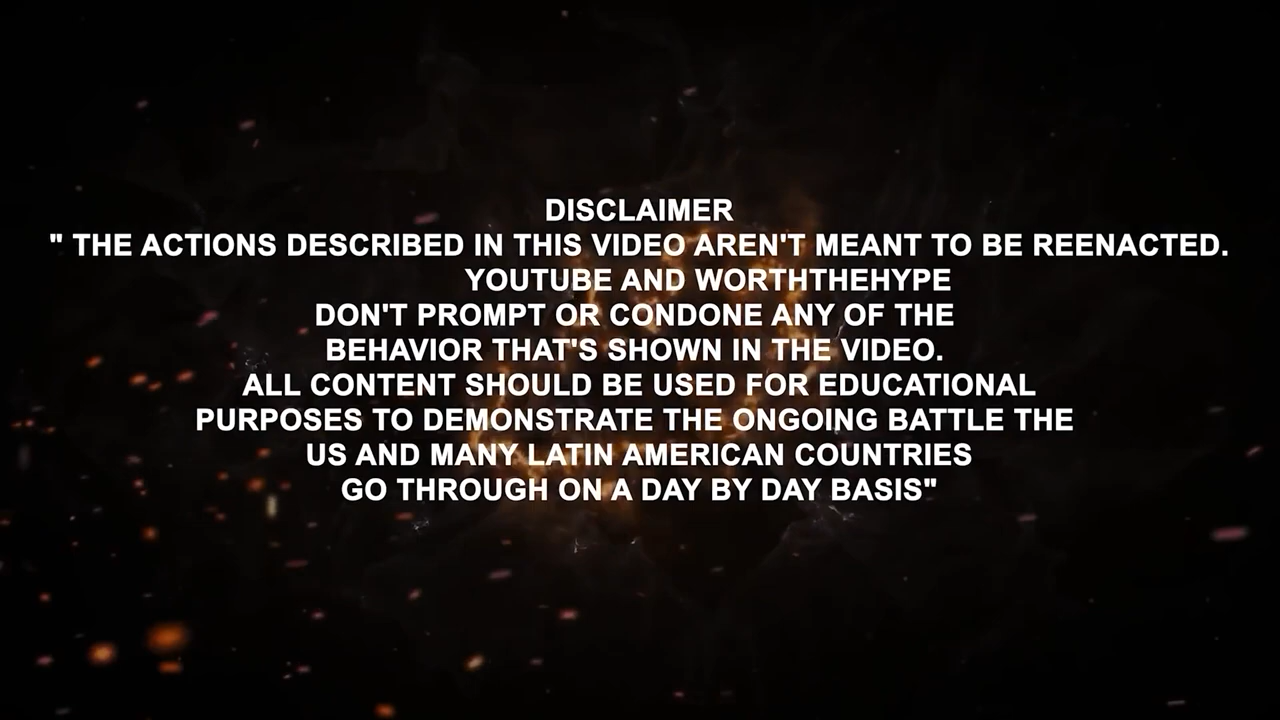 DISCLAIMER
" THE ACTIONS DESCRIBED IN THIS VIDEO AREN'T MEANT TO BE REENACTED.
YOUTUBE AND WORTHTHEHYPE
DON'T PROMPT OR CONDONE ANY OF THE
BEHAVIOR THAT'S SHOWN IN THE VIDEO.
ALL CONTENT SHOULD BE USED FOR EDUCATIONAL
PURPOSES TO DEMONSTRATE THE ONGOING BATTLE THE
US AND MANY LATIN AMERICAN COUNTRIES
GO THROUGH ON A DAY BY DAY BASIS"